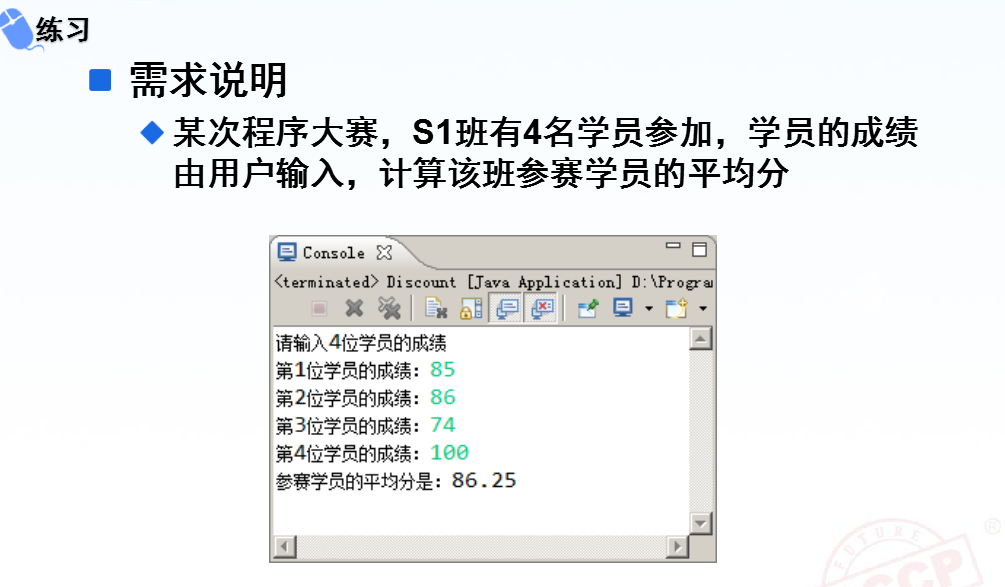 练习
需求说明
某次程序大赛，S1班有4名学员参加，学员的成绩
由用户输入，计算该班参赛学员的平均分
Console
<terminated> Discount [Java Application] D:\Progra
请输入4位学员的成绩
第1位学员的成绩：85
第2位学员的成绩：86
第3位学员的成绩：74
第4位学员的成绩：100
参赛学员的平均分是：86.25
FUTURE